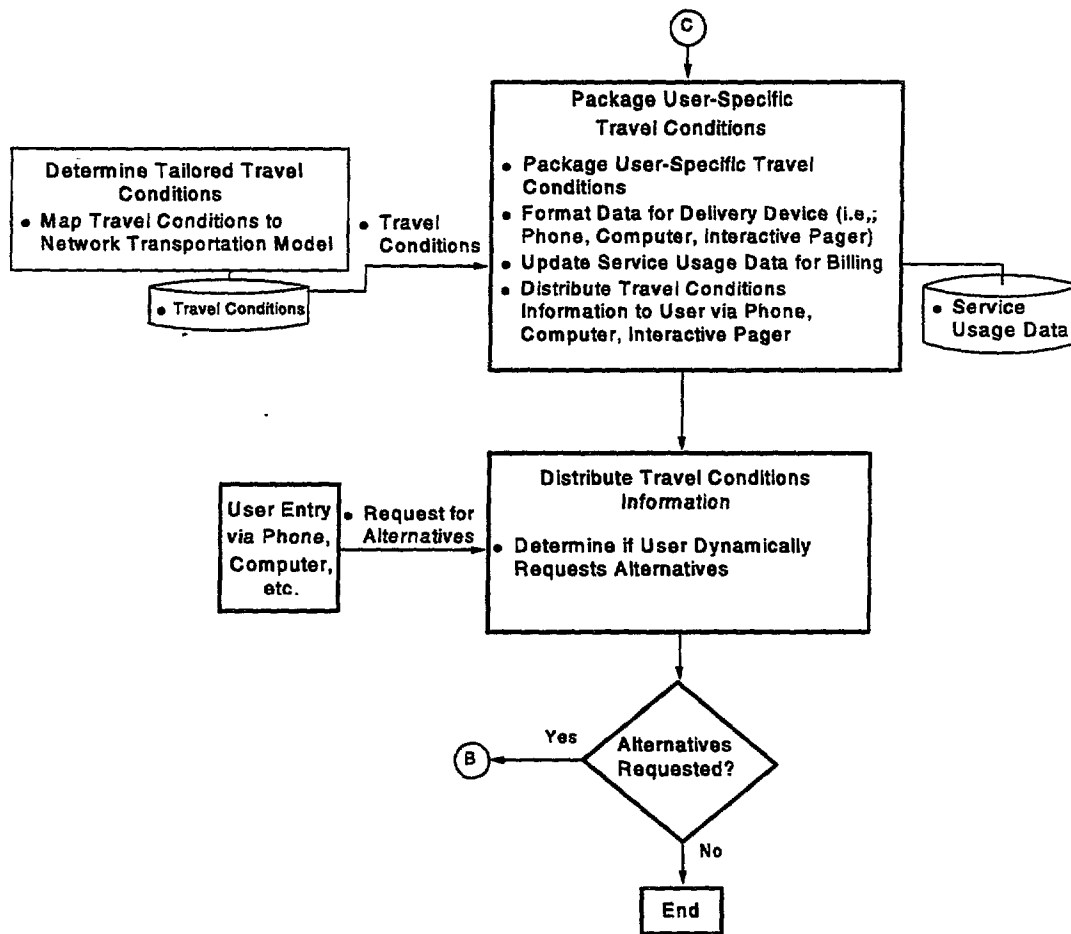 C
Package User-Specific
Travel Conditions
• Package User-Specific Travel
Conditions
• Format Data for Delivery Device (i.e,;
Phone, Computer, Interactive Pager)
• Update Service Usage Data for Billing
• Distribute Travel Conditions
Information to User via Phone,
Computer, Interactive Pager
Determine Tailored Travel
Conditions
• Map Travel Conditions to
Network Transportation Model
• Travel
Conditions
• Travel Conditions
• Service
Usage Data
Distribute Travel Conditions
Information
• Determine if User Dynamically
Requests Alternatives
User Entry
via Phone,
Computer,
etc.
• Request for
Alternatives
Alternatives
Requested?
Yes
B
No
End